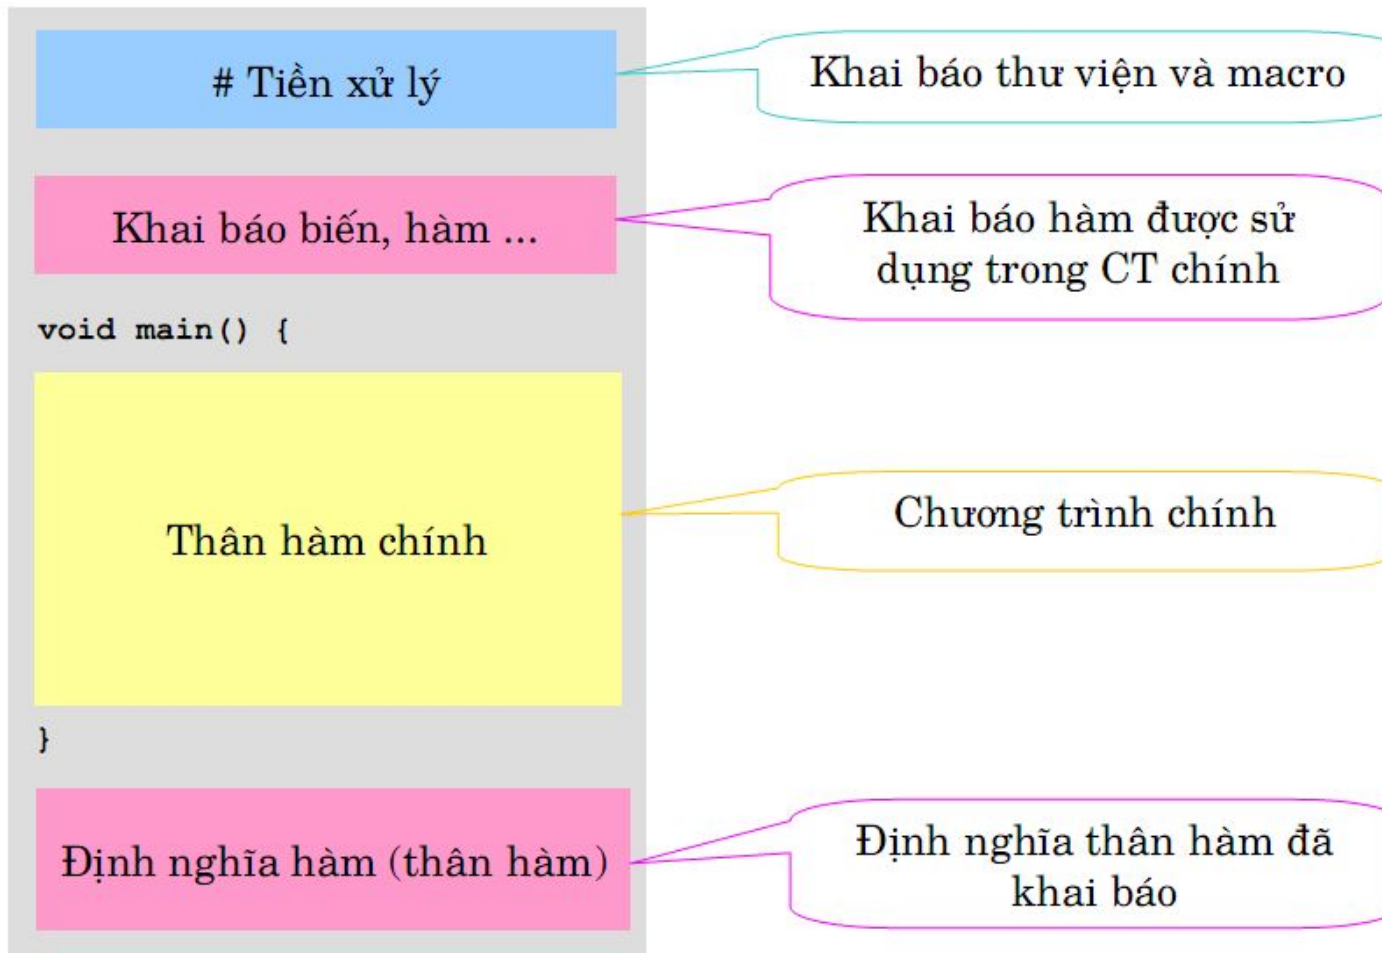 # Tiền xử lý
Khai báo thư viện và macro
Khai báo biến, hàm ...
Khai báo hàm được sử
dụng trong CT chính
void main() {
Thân hàm chính
Chương trình chính
}
Định nghĩa hàm (thân hàm)
Định nghĩa thân hàm đã
khai báo